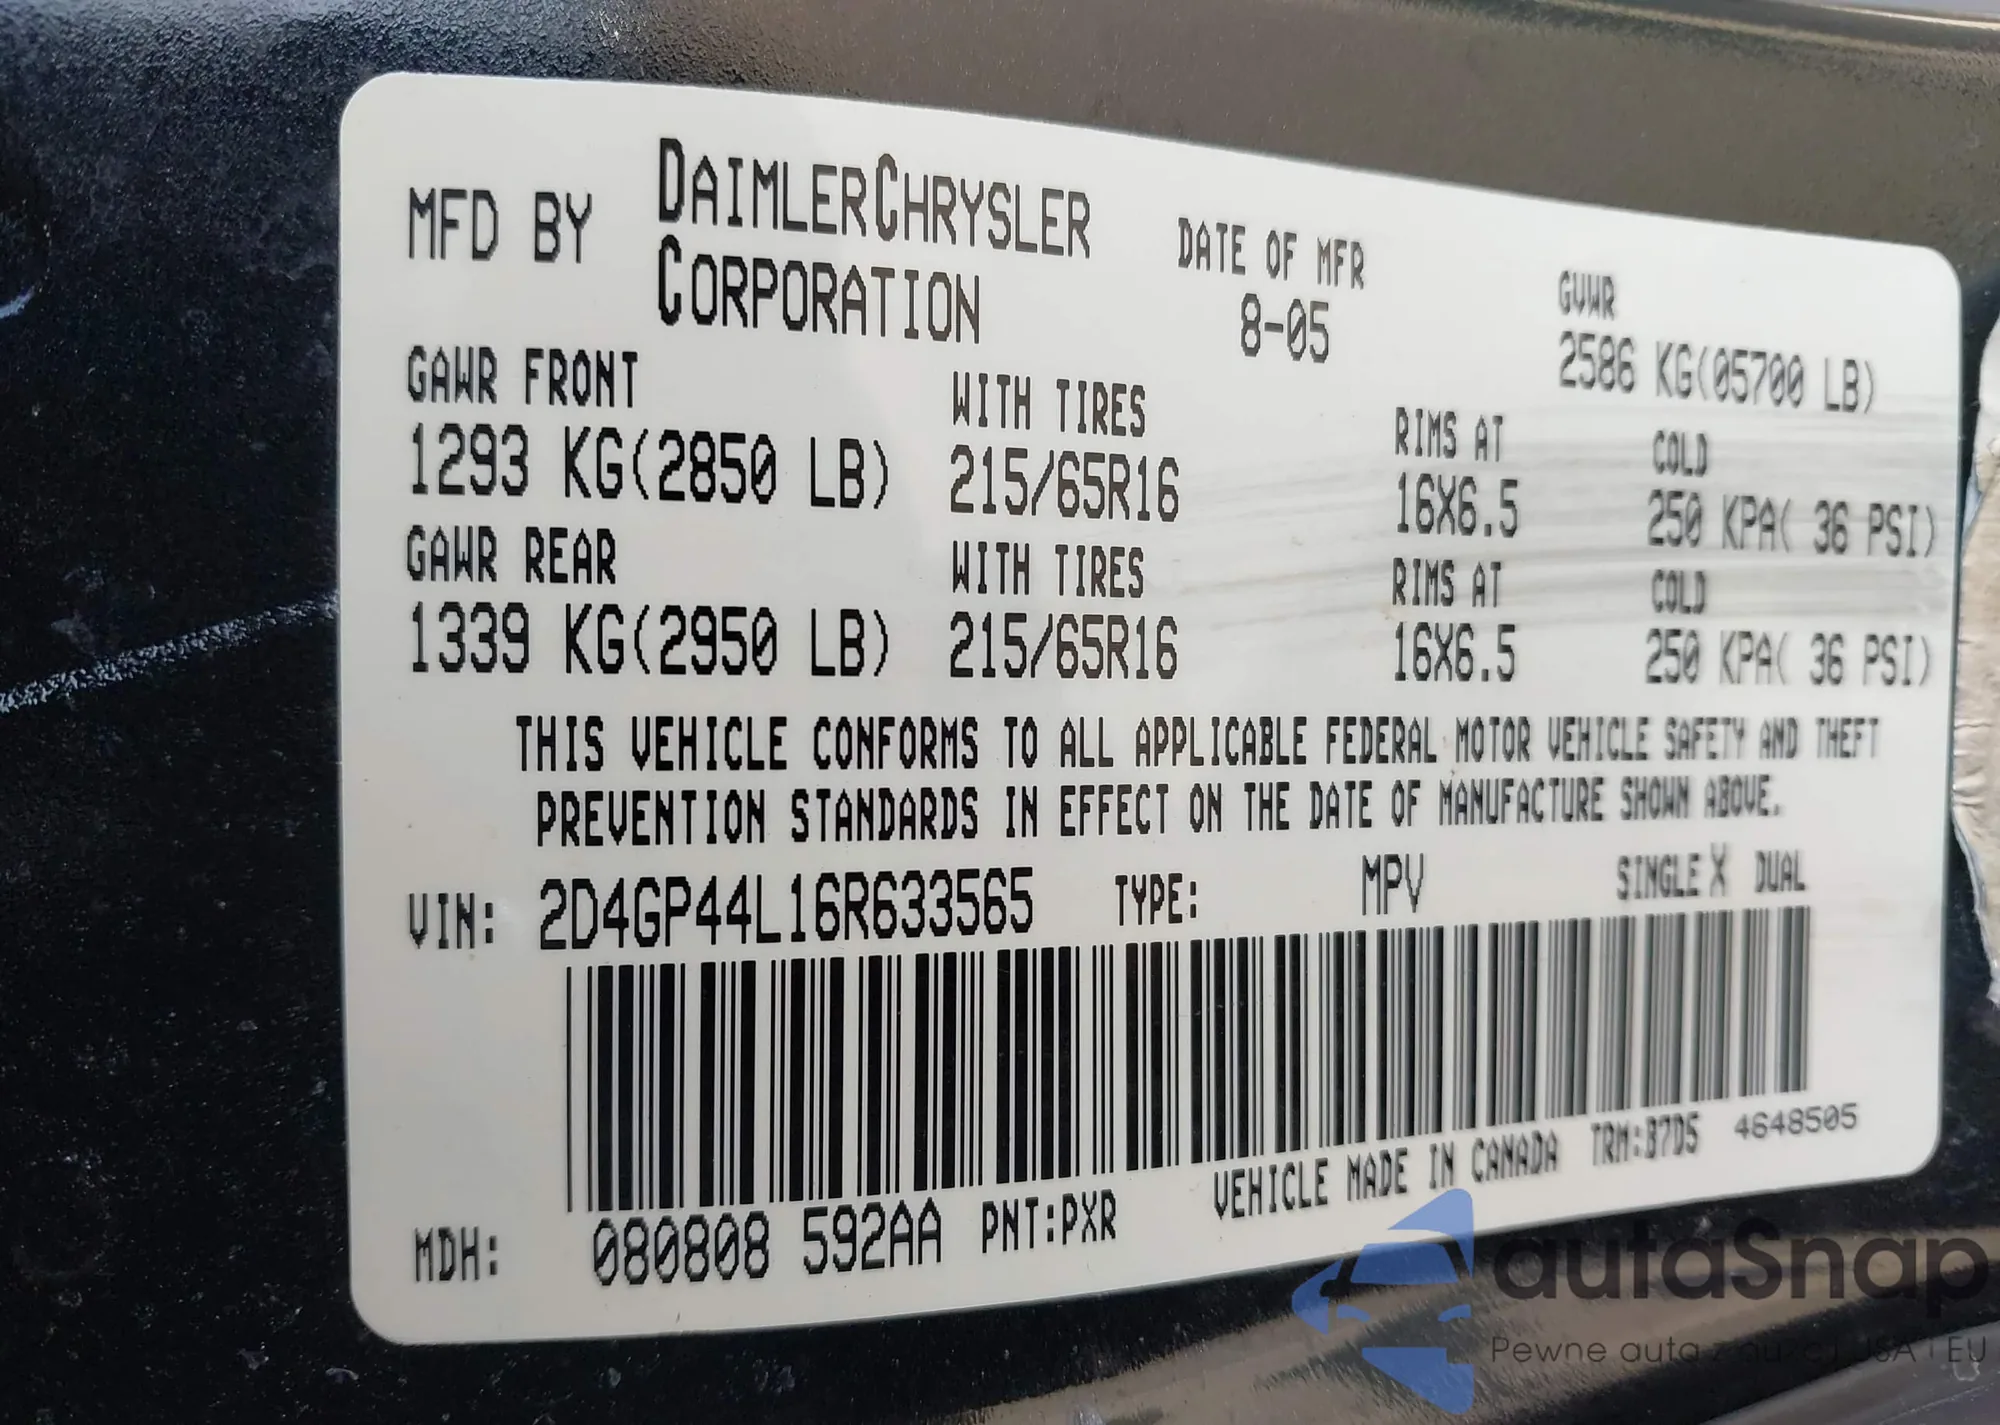 MFD BY DAIMLERCHRYSLER CORPORATION
DATE OF MFR 8-05
GVWR 2586 KG(05700 LB)
GAWR FRONT WITH TIRES RIMS AT COLD
1293 KG(2850 LB) 215/65R16 16X6.5 250 KPA( 36 PSI)
GAWR REAR WITH TIRES RIMS AT COLD
1339 KG(2950 LB) 215/65R16 16X6.5 250 KPA( 36 PSI)
THIS VEHICLE CONFORMS TO ALL APPLICABLE FEDERAL MOTOR VEHICLE SAFETY AND THEFT
PREVENTION STANDARDS IN EFFECT ON THE DATE OF MANUFACTURE SHOWN ABOVE.
VIN: 2D4GP44L16R633565 TYPE: MPV SINGLE X DUAL
MDH: 080808 592AA PNT:PXR VEHICLE MADE IN CANADA TRM:B7D5 4648505
autaSnap
Pewne auta z USA i EU